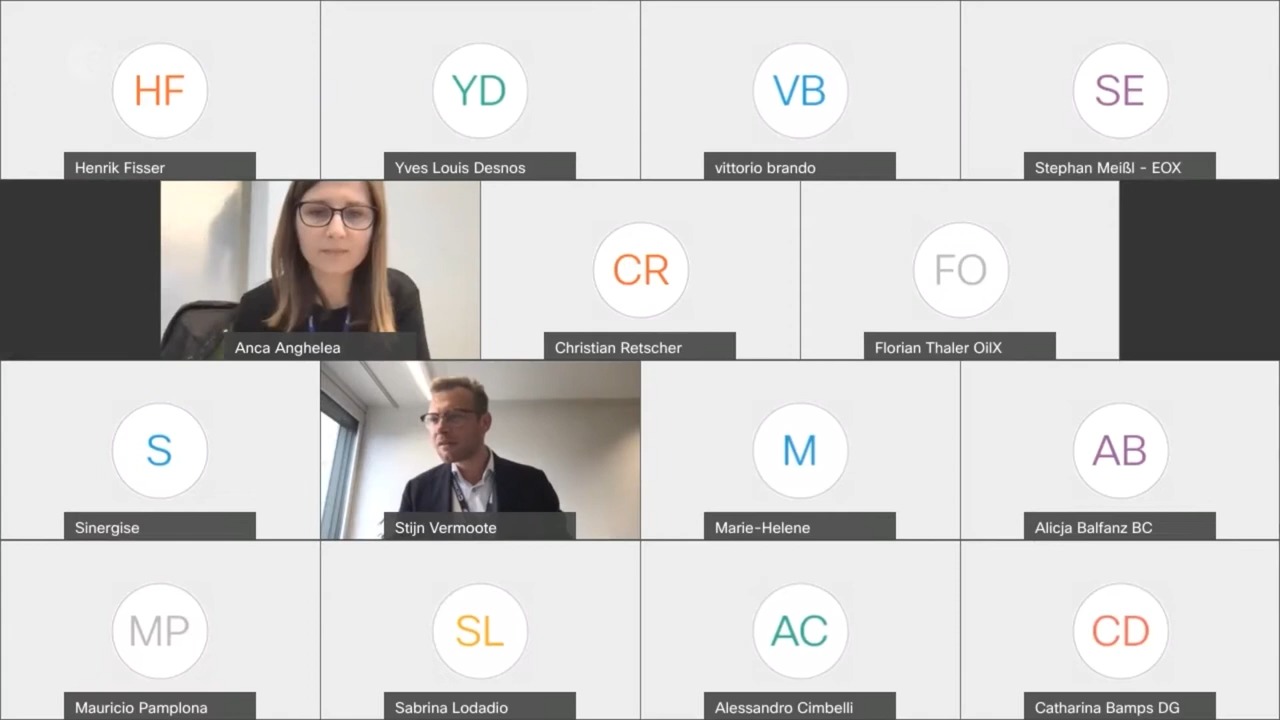 HF
YD
VB
SE
Henrik Fisser
Yves Louis Desnos
vittorio brando
Stephan Meißl - EOX
CR
FO
Anca Anghelea
Christian Retscher
Florian Thaler OilX
S
M
AB
Sinergise
Stijn Vermoote
Marie-Helene
Alicja Balfanz BC
MP
SL
AC
CD
Mauricio Pamplona
Sabrina Lodadio
Alessandro Cimbelli
Catharina Bamps DG